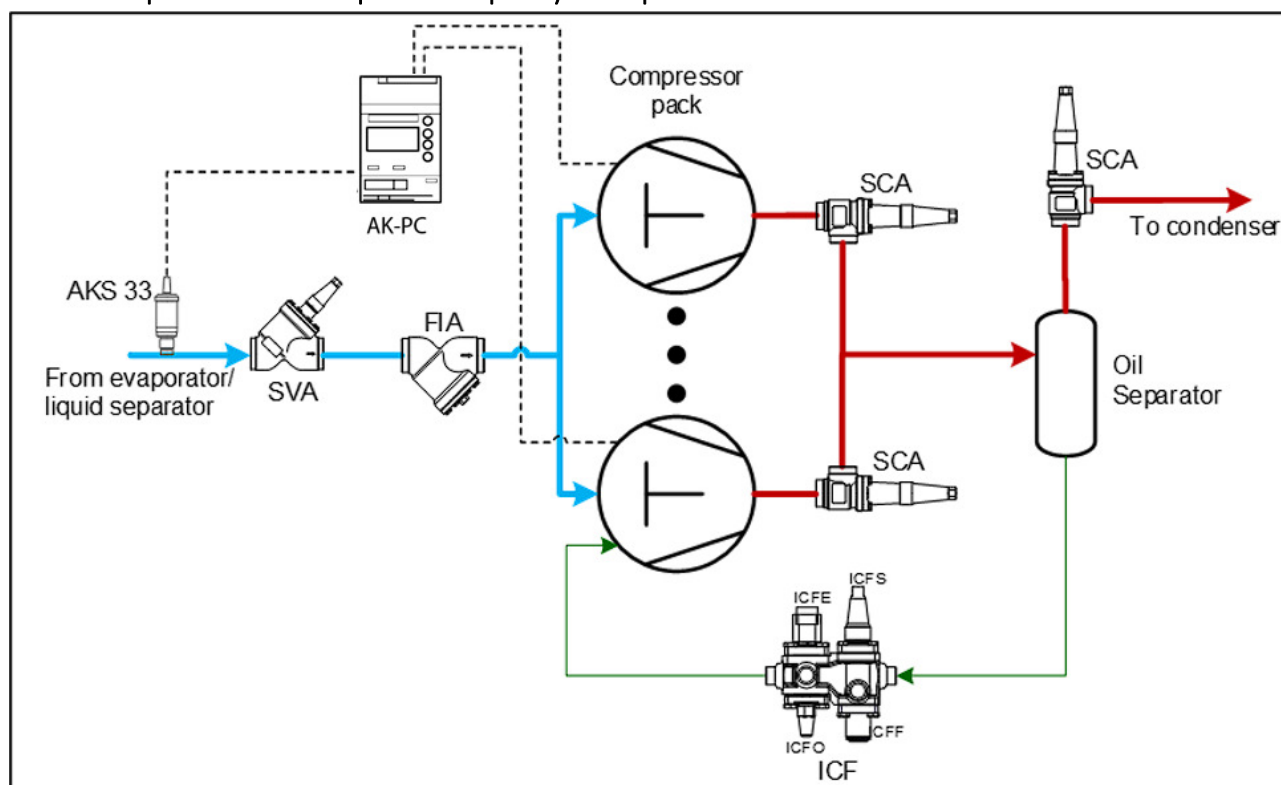 Compressor
pack
SCA
SCA
To condenser
AK-PC
AKS 33
FIA
From evaporator/
liquid separator
SVA
Oil
Separator
SCA
ICFS
ICFE
ICFO
CFF
ICF